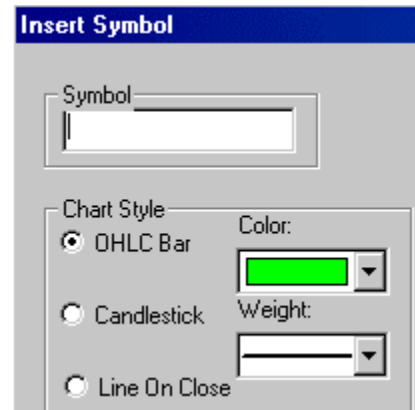 Insert Symbol
Symbol
Chart Style
OHLC Bar
Color:
Candlestick
Weight:
Line On Close